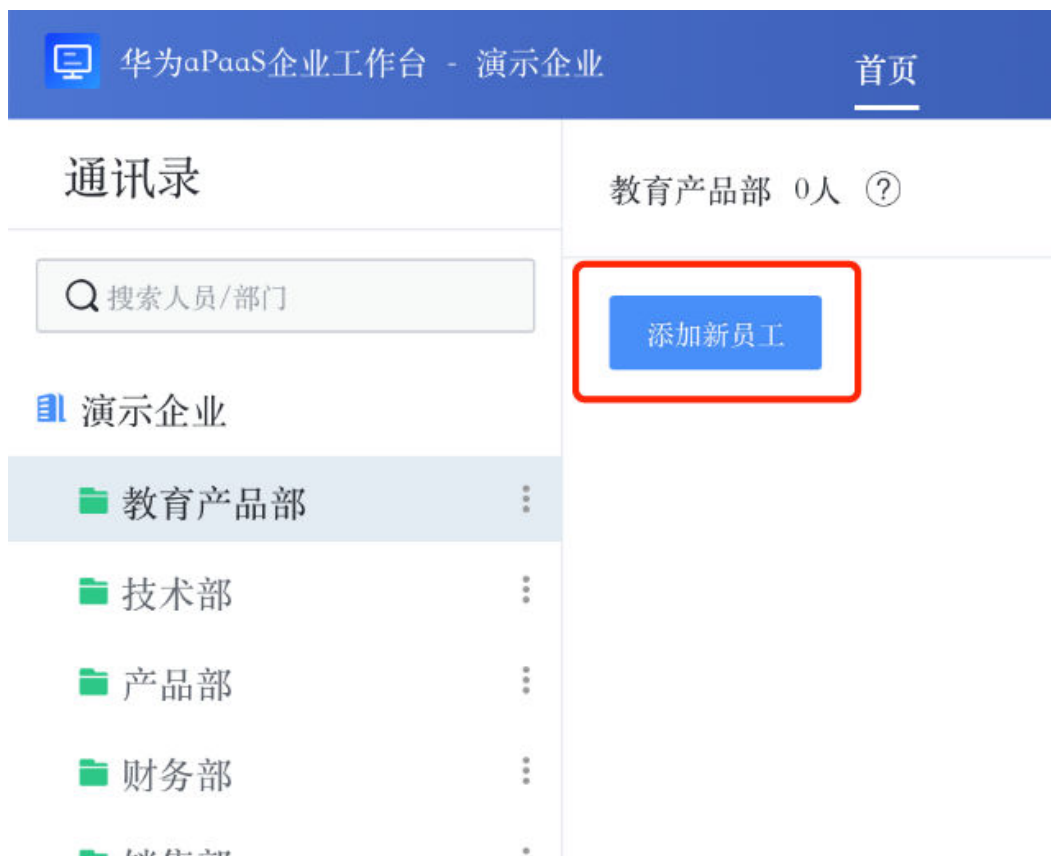 华为aPaaS企业工作台 - 演示企业
首页
通讯录
教育产品部 0人 ?
搜索人员/部门
添加新员工
演示企业
教育产品部
技术部
产品部
财务部